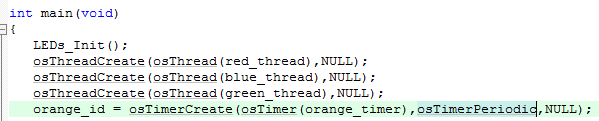 int main(void)
{
LEDs_Init();
osThreadCreate(osThread(red_thread),NULL);
osThreadCreate(osThread(blue_thread),NULL);
osThreadCreate(osThread(green_thread),NULL);
orange_id = osTimerCreate(osTimer(orange_timer),osTimerPeriodic,NULL);